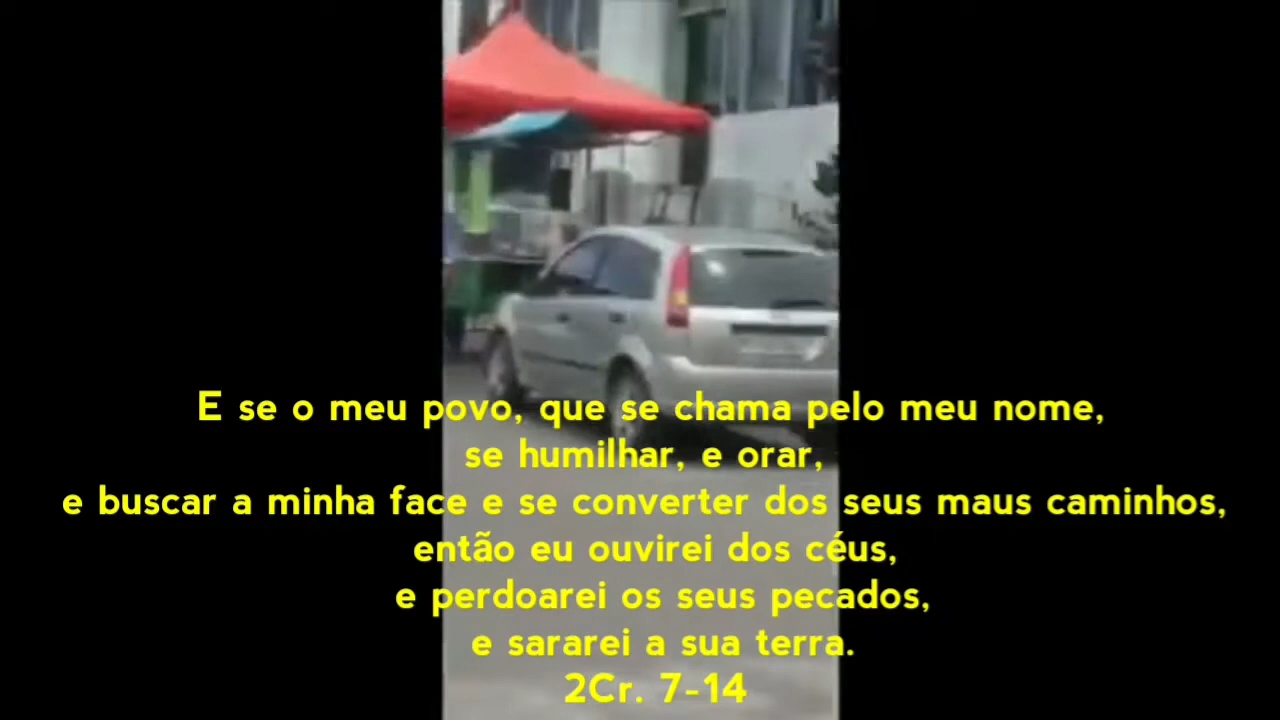 E se o meu povo, que se chama pelo meu nome,
se humilhar, e orar,
e buscar a minha face e se converter dos seus maus caminhos,
então eu ouvirei dos céus,
e perdoarei os seus pecados,
e sararei a sua terra.
2Cr. 7-14